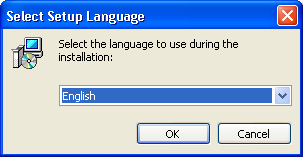 Select Setup Language
Select the language to use during the
installation:
English
OK
Cancel